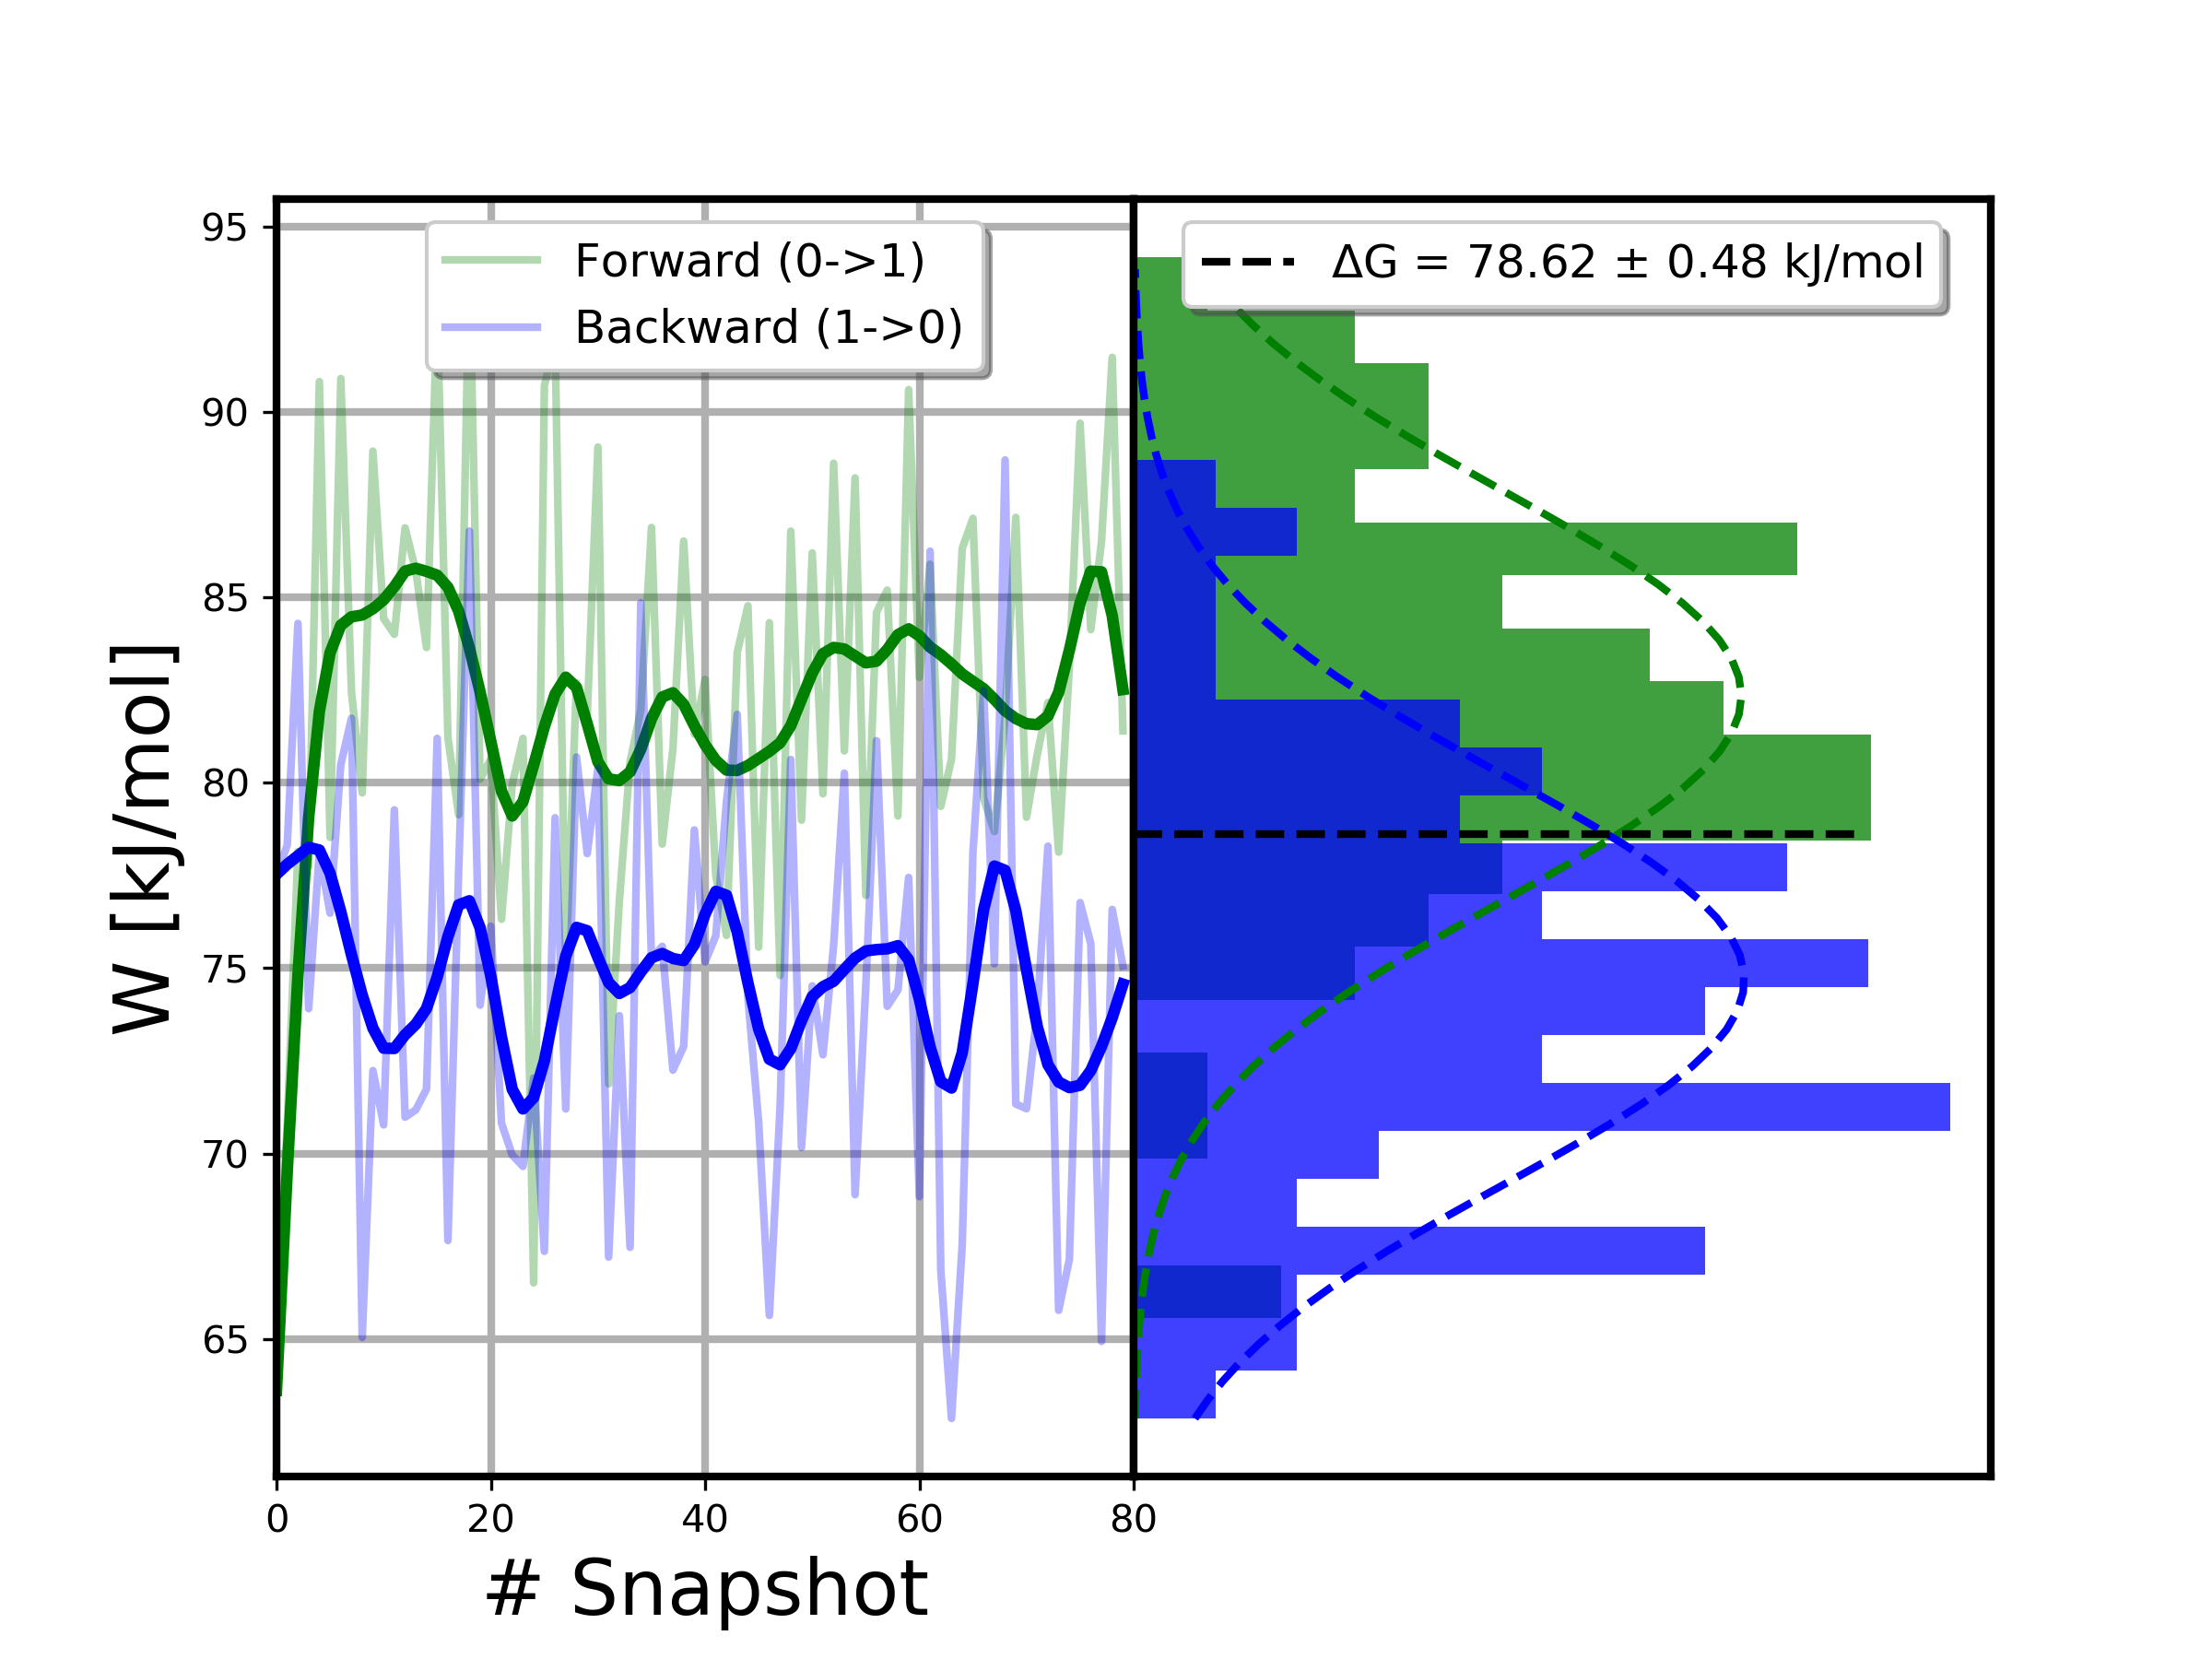 Forward (0->1)
Backward (1->0)
ΔG = 78.62 ± 0.48 kJ/mol
W [kJ/mol]
95
90
85
80
75
70
65
0 20 40 60 80
# Snapshot